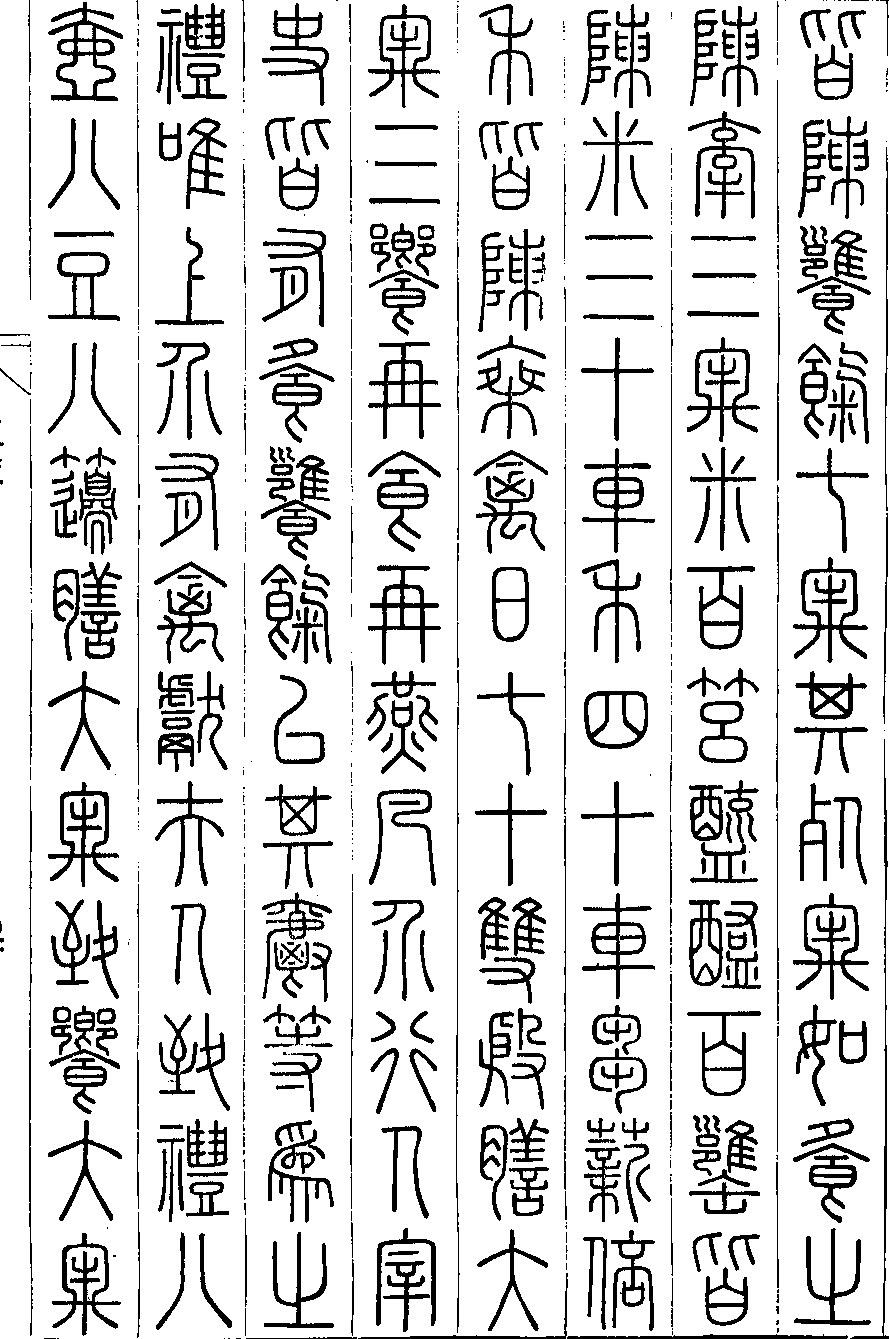 皆陳饔餼七牢其死牢如飧之
陳牽三牢米百筥醯醢百罋皆
陳米三十車禾四十車芻薪倍
禾皆陳乘禽日七十雙殷膳大
牢三饗再食再燕凡介行人宰
史皆有飧饔餼以其爵等為之
禮唯上介有禽獻夫人致禮八
壺八豆八籩膳大牢致饗大牢